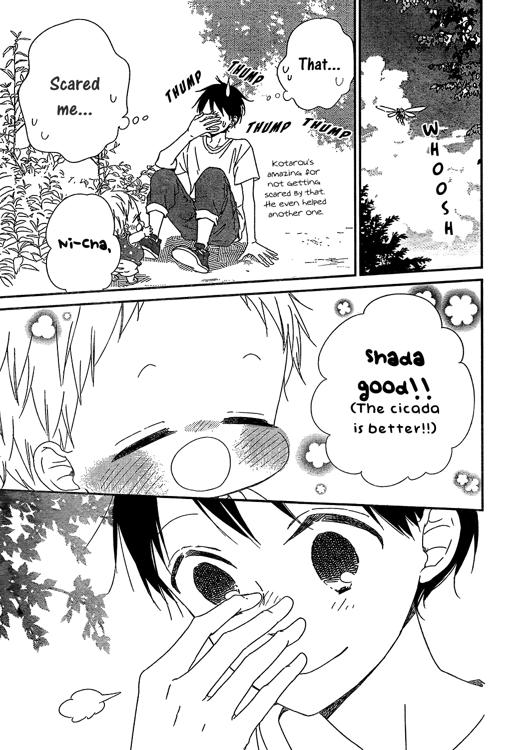 WHOOSH
That...
THUMP
THUMP
THUMP
THUMP
Scared
me...
Kotarou's
amazing for
not getting
scared by that.
He even helped
another one.
Ni-cha,
Shada
good!!
(The cicada
is better!!)